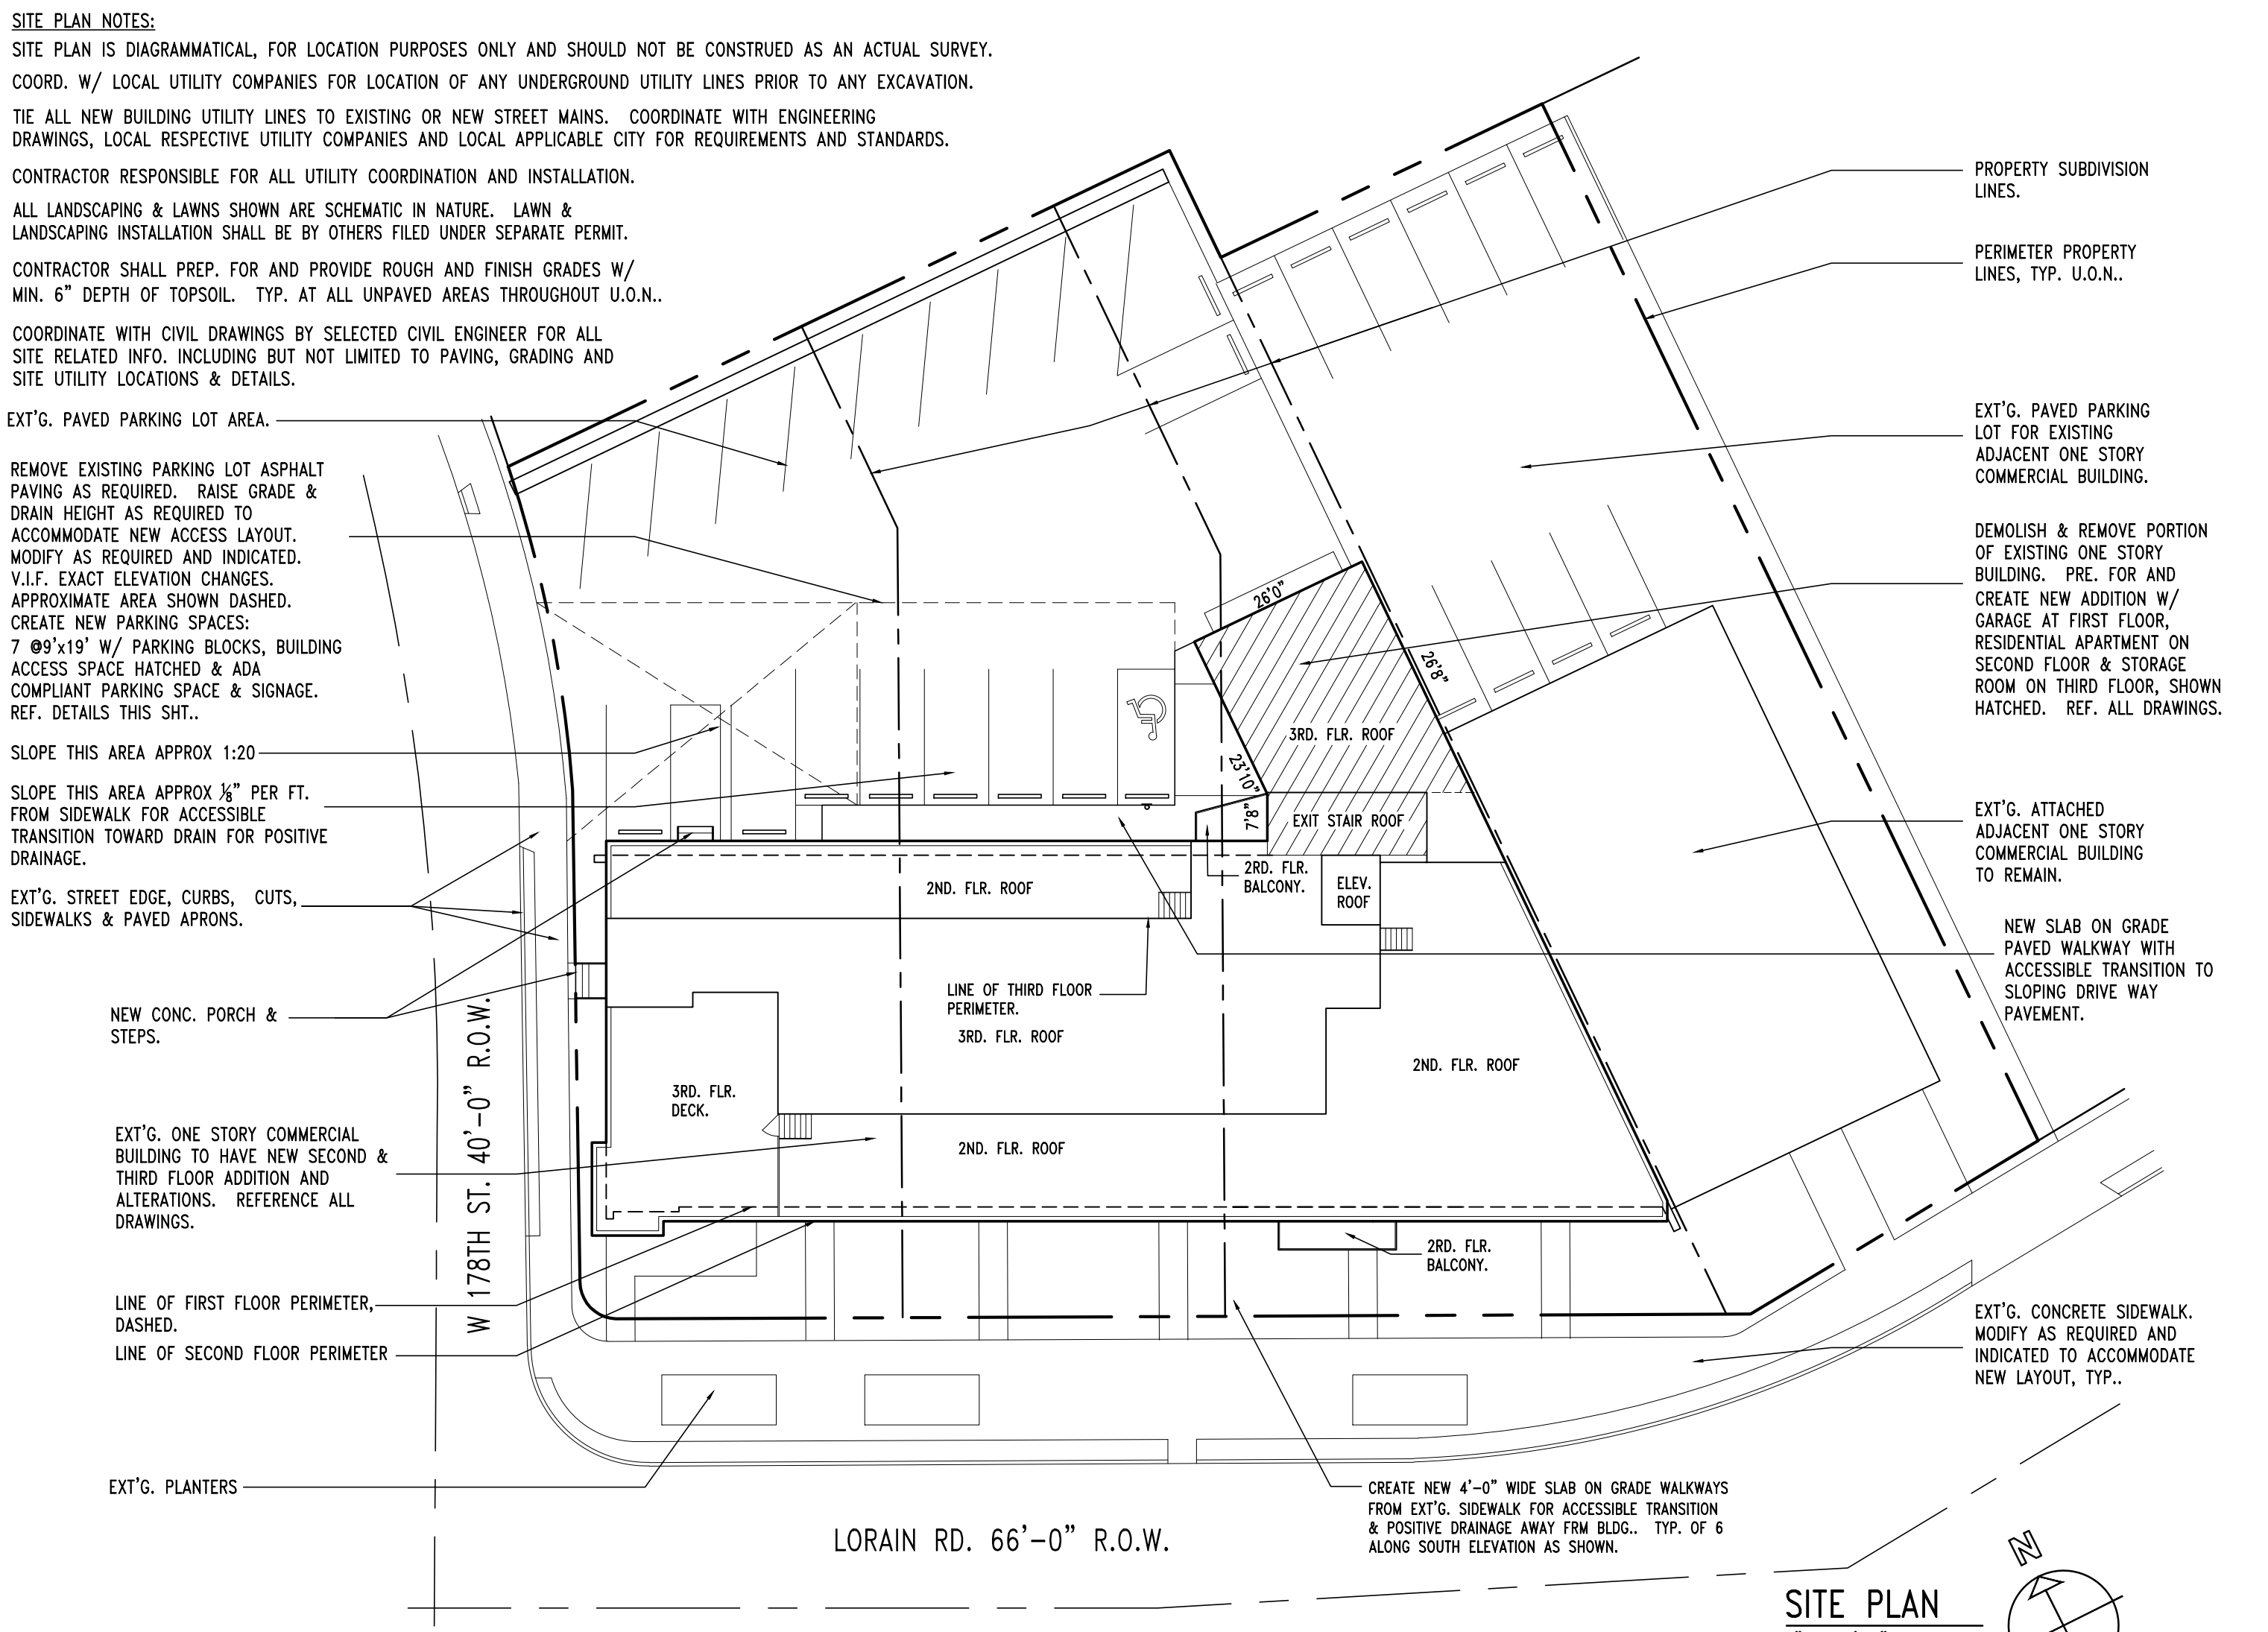 SITE PLAN NOTES:
SITE PLAN IS DIAGRAMMATICAL, FOR LOCATION PURPOSES ONLY AND SHOULD NOT BE CONSTRUED AS AN ACTUAL SURVEY.
COORD. W/ LOCAL UTILITY COMPANIES FOR LOCATION OF ANY UNDERGROUND UTILITY LINES PRIOR TO ANY EXCAVATION.
TIE ALL NEW BUILDING UTILITY LINES TO EXISTING OR NEW STREET MAINS. COORDINATE WITH ENGINEERING
DRAWINGS, LOCAL RESPECTIVE UTILITY COMPANIES AND LOCAL APPLICABLE CITY FOR REQUIREMENTS AND STANDARDS.
CONTRACTOR RESPONSIBLE FOR ALL UTILITY COORDINATION AND INSTALLATION.
ALL LANDSCAPING & LAWNS SHOWN ARE SCHEMATIC IN NATURE. LAWN &
LANDSCAPING INSTALLATION SHALL BE BY OTHERS FILED UNDER SEPARATE PERMIT.
CONTRACTOR SHALL PREP. FOR AND PROVIDE ROUGH AND FINISH GRADES W/
MIN. 6" DEPTH OF TOPSOIL. TYP. AT ALL UNPAVED AREAS THROUGHOUT U.O.N..
COORDINATE WITH CIVIL DRAWINGS BY SELECTED CIVIL ENGINEER FOR ALL
SITE RELATED INFO. INCLUDING BUT NOT LIMITED TO PAVING, GRADING AND
SITE UTILITY LOCATIONS & DETAILS.
EXT'G. PAVED PARKING LOT AREA.
REMOVE EXISTING PARKING LOT ASPHALT
PAVING AS REQUIRED. RAISE GRADE &
DRAIN HEIGHT AS REQUIRED TO
ACCOMMODATE NEW ACCESS LAYOUT.
MODIFY AS REQUIRED AND INDICATED.
V.I.F. EXACT ELEVATION CHANGES.
APPROXIMATE AREA SHOWN DASHED.
CREATE NEW PARKING SPACES:
7 @9'x19' W/ PARKING BLOCKS, BUILDING
ACCESS SPACE HATCHED & ADA
COMPLIANT PARKING SPACE & SIGNAGE.
REF. DETAILS THIS SHT..
SLOPE THIS AREA APPROX 1:20
SLOPE THIS AREA APPROX ⅛" PER FT.
FROM SIDEWALK FOR ACCESSIBLE
TRANSITION TOWARD DRAIN FOR POSITIVE
DRAINAGE.
EXT'G. STREET EDGE, CURBS, CUTS,
SIDEWALKS & PAVED APRONS.
NEW CONC. PORCH &
STEPS.
EXT'G. ONE STORY COMMERCIAL
BUILDING TO HAVE NEW SECOND &
THIRD FLOOR ADDITION AND
ALTERATIONS. REFERENCE ALL
DRAWINGS.
LINE OF FIRST FLOOR PERIMETER,
DASHED.
LINE OF SECOND FLOOR PERIMETER
EXT'G. PLANTERS
W 178TH ST. 40'-0" R.O.W.
26'0"
26'8"
23'10"
7'8"
3RD. FLR. ROOF
EXIT STAIR ROOF
2RD. FLR.
BALCONY.
ELEV.
ROOF
2ND. FLR. ROOF
LINE OF THIRD FLOOR
PERIMETER.
3RD. FLR. ROOF
2ND. FLR. ROOF
3RD. FLR.
DECK.
2ND. FLR. ROOF
2RD. FLR.
BALCONY.
PROPERTY SUBDIVISION
LINES.
PERIMETER PROPERTY
LINES, TYP. U.O.N..
EXT'G. PAVED PARKING
LOT FOR EXISTING
ADJACENT ONE STORY
COMMERCIAL BUILDING.
DEMOLISH & REMOVE PORTION
OF EXISTING ONE STORY
BUILDING. PRE. FOR AND
CREATE NEW ADDITION W/
GARAGE AT FIRST FLOOR,
RESIDENTIAL APARTMENT ON
SECOND FLOOR & STORAGE
ROOM ON THIRD FLOOR, SHOWN
HATCHED. REF. ALL DRAWINGS.
EXT'G. ATTACHED
ADJACENT ONE STORY
COMMERCIAL BUILDING
TO REMAIN.
NEW SLAB ON GRADE
PAVED WALKWAY WITH
ACCESSIBLE TRANSITION TO
SLOPING DRIVE WAY
PAVEMENT.
EXT'G. CONCRETE SIDEWALK.
MODIFY AS REQUIRED AND
INDICATED TO ACCOMMODATE
NEW LAYOUT, TYP..
CREATE NEW 4'-0" WIDE SLAB ON GRADE WALKWAYS
FROM EXT'G. SIDEWALK FOR ACCESSIBLE TRANSITION
& POSITIVE DRAINAGE AWAY FRM BLDG.. TYP. OF 6
ALONG SOUTH ELEVATION AS SHOWN.
LORAIN RD. 66'-0" R.O.W.
N
SITE PLAN